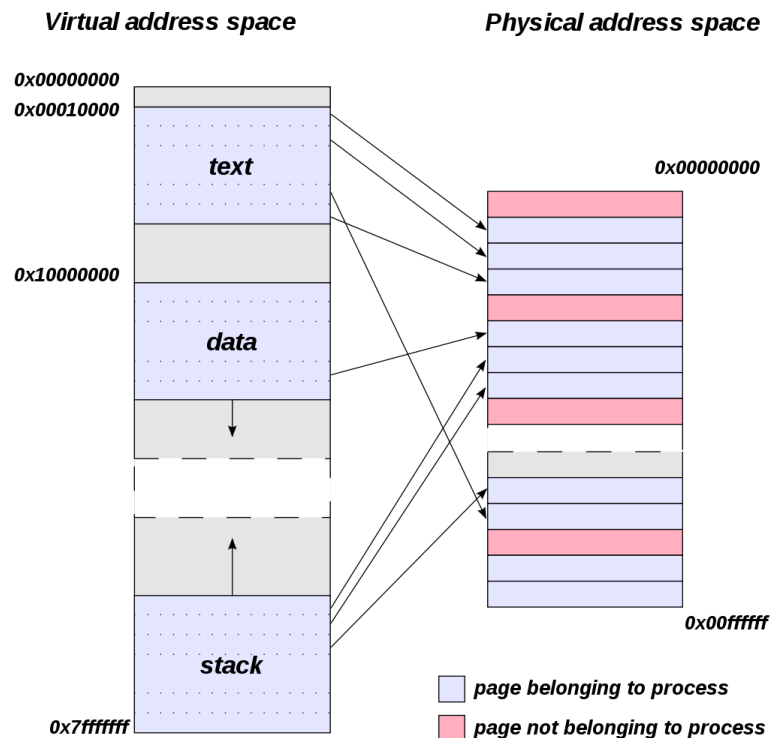 Virtual address space
Physical address space
0x00000000
0x00010000
text
0x00000000
0x10000000
data
stack
0x7fffffff
0x00ffffff
page belonging to process
page not belonging to process